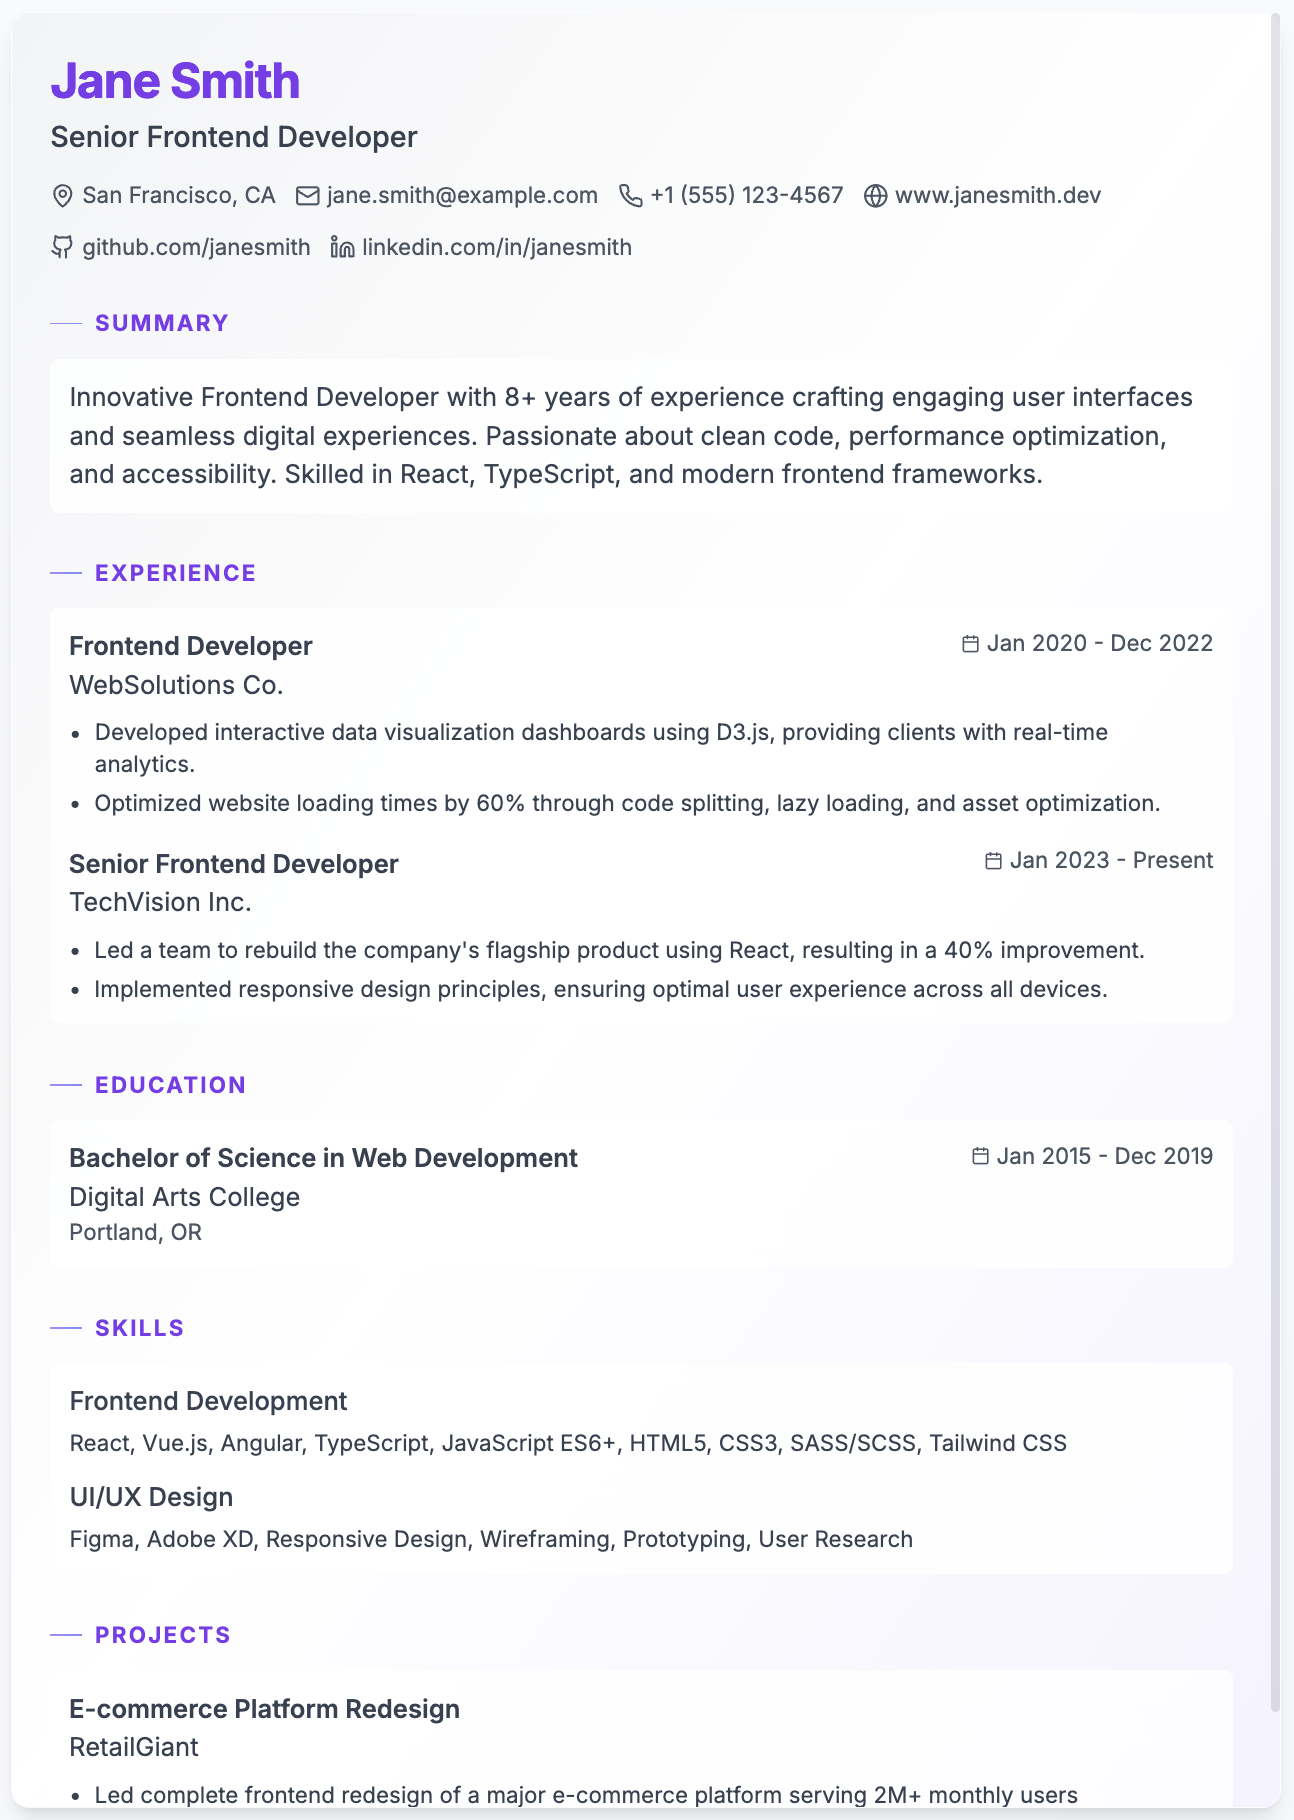 Jane Smith
Senior Frontend Developer
San Francisco, CA jane.smith@example.com +1 (555) 123-4567 www.janesmith.dev
github.com/janesmith linkedin.com/in/janesmith
SUMMARY
Innovative Frontend Developer with 8+ years of experience crafting engaging user interfaces
and seamless digital experiences. Passionate about clean code, performance optimization,
and accessibility. Skilled in React, TypeScript, and modern frontend frameworks.
EXPERIENCE
Frontend Developer Jan 2020 - Dec 2022
WebSolutions Co.
• Developed interactive data visualization dashboards using D3.js, providing clients with real-time
analytics.
• Optimized website loading times by 60% through code splitting, lazy loading, and asset optimization.
Senior Frontend Developer Jan 2023 - Present
TechVision Inc.
• Led a team to rebuild the company's flagship product using React, resulting in a 40% improvement.
• Implemented responsive design principles, ensuring optimal user experience across all devices.
EDUCATION
Bachelor of Science in Web Development Jan 2015 - Dec 2019
Digital Arts College
Portland, OR
SKILLS
Frontend Development
React, Vue.js, Angular, TypeScript, JavaScript ES6+, HTML5, CSS3, SASS/SCSS, Tailwind CSS
UI/UX Design
Figma, Adobe XD, Responsive Design, Wireframing, Prototyping, User Research
PROJECTS
E-commerce Platform Redesign
RetailGiant
• Led complete frontend redesign of a major e-commerce platform serving 2M+ monthly users